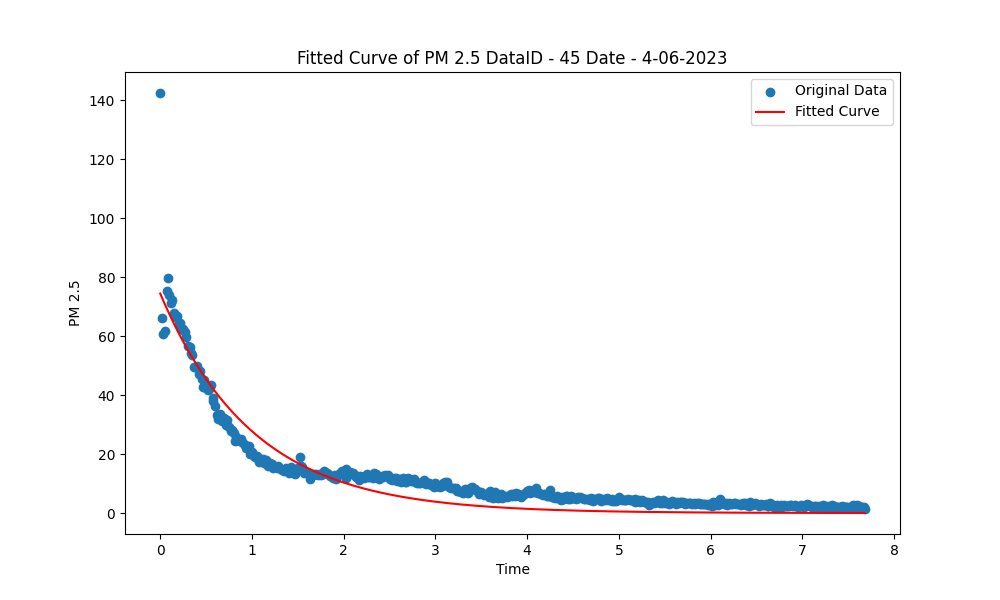 Fitted Curve of PM 2.5 DataID - 45 Date - 4-06-2023
Original Data
Fitted Curve
PM 2.5
140
120
100
80
60
40
20
0
0 1 2 3 4 5 6 7 8
Time